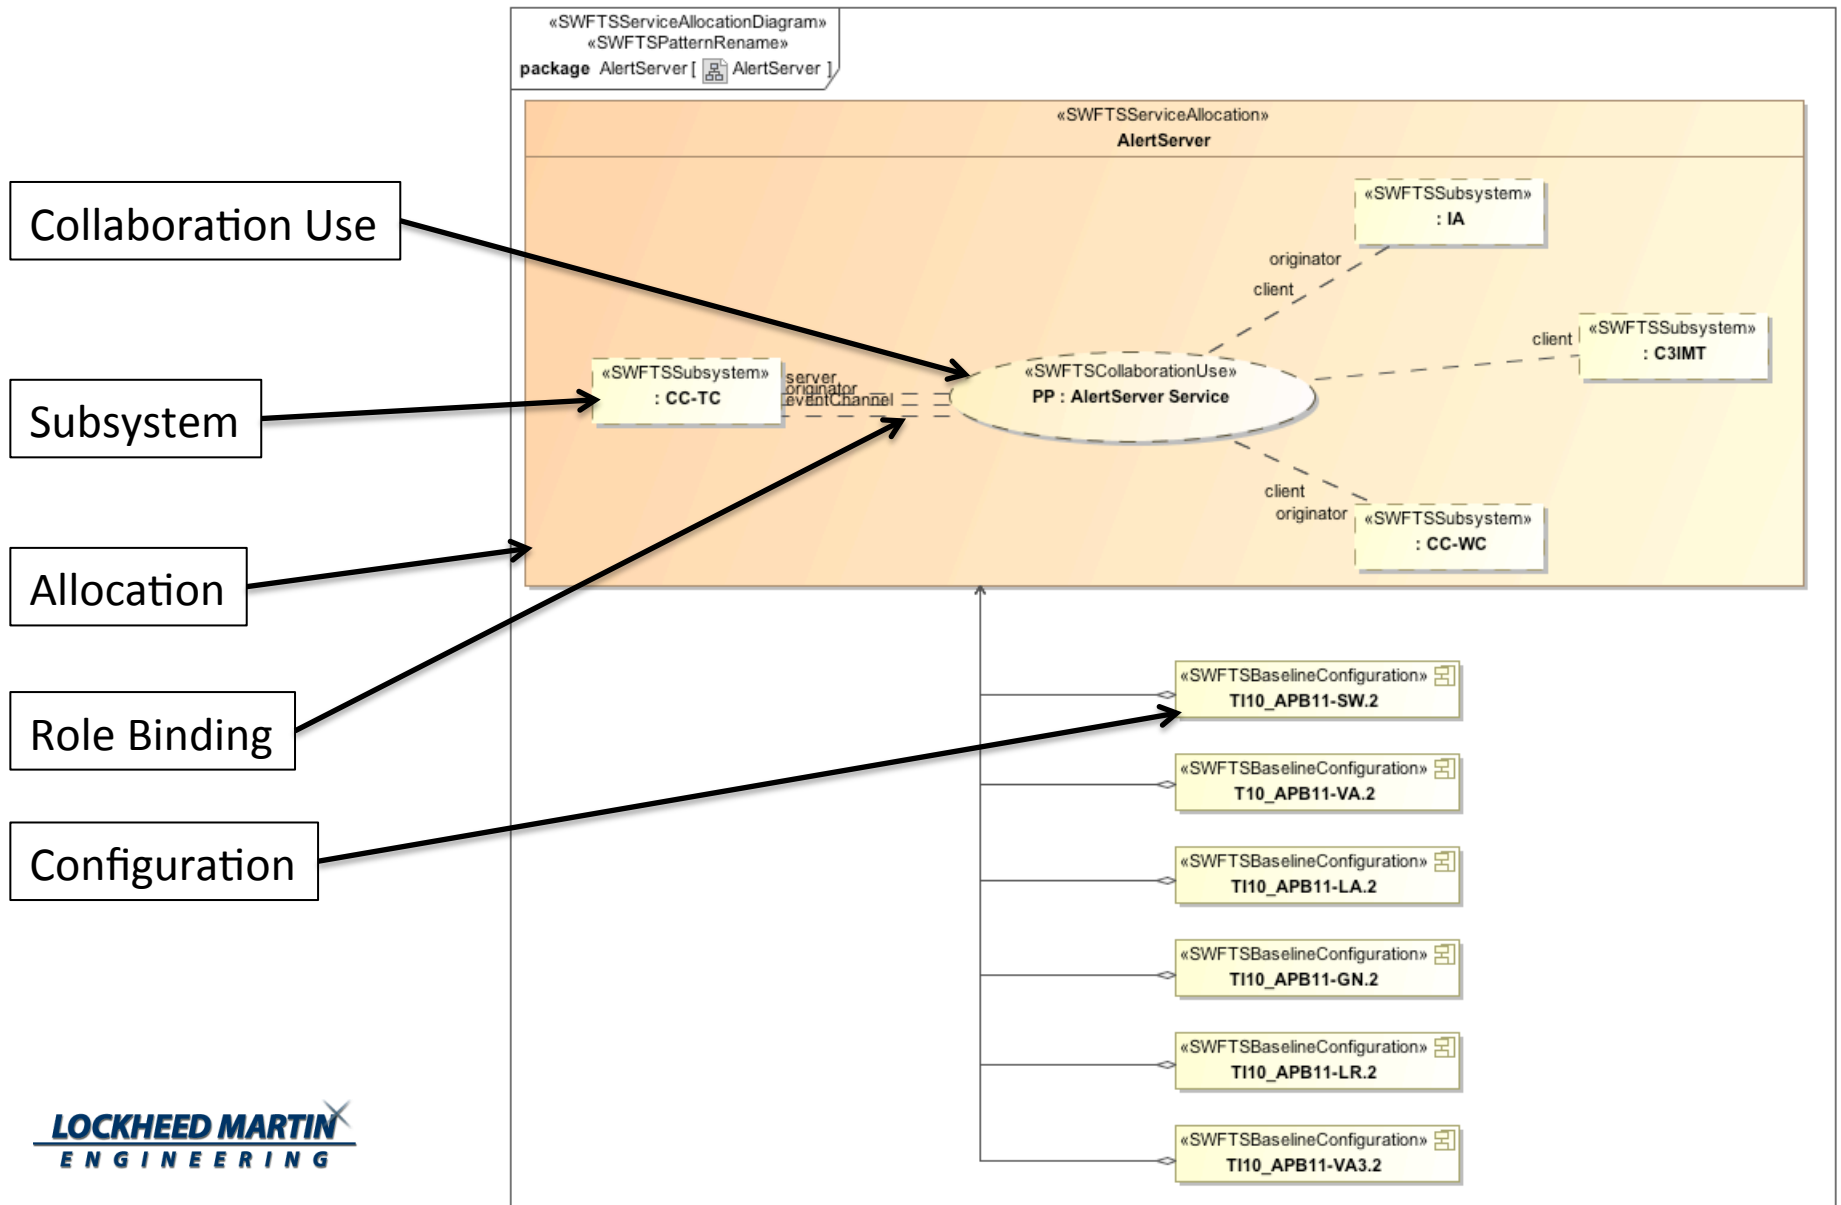 «SWFTSServiceAllocationDiagram»
«SWFTSPatternRename»
package AlertServer [ AlertServer ]
«SWFTSServiceAllocation»
AlertServer
Collaboration Use
Subsystem
Allocation
Role Binding
Configuration
«SWFTSSubsystem»
: IA
originator
client
«SWFTSSubsystem»
: C3IMT
client
«SWFTSSubsystem»
: CC-TC
server
originator
eventChannel
«SWFTSCollaborationUse»
PP : AlertServer Service
client
originator
«SWFTSSubsystem»
: CC-WC
«SWFTSBaselineConfiguration»
TI10_APB11-SW.2
«SWFTSBaselineConfiguration»
T10_APB11-VA.2
«SWFTSBaselineConfiguration»
TI10_APB11-LA.2
«SWFTSBaselineConfiguration»
TI10_APB11-GN.2
«SWFTSBaselineConfiguration»
TI10_APB11-LR.2
«SWFTSBaselineConfiguration»
TI10_APB11-VA3.2
LOCKHEED MARTIN
ENGINEERING